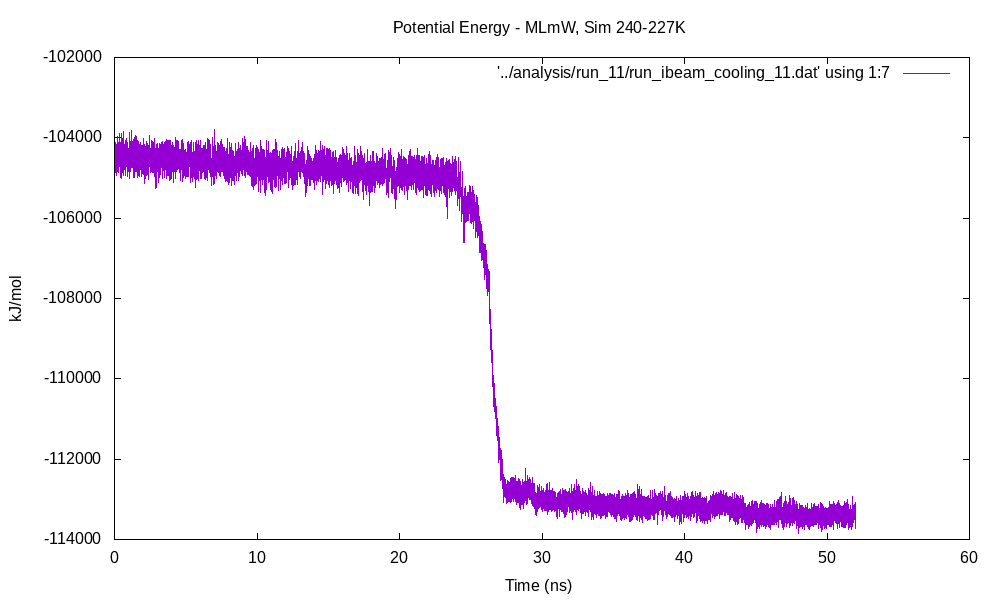 Potential Energy - MLmW, Sim 240-227K
'../analysis/run_11/run_ibeam_cooling_11.dat' using 1:7
-102000
-104000
-106000
-108000
-110000
-112000
-114000
kJ/mol
0 10 20 30 40 50 60
Time (ns)